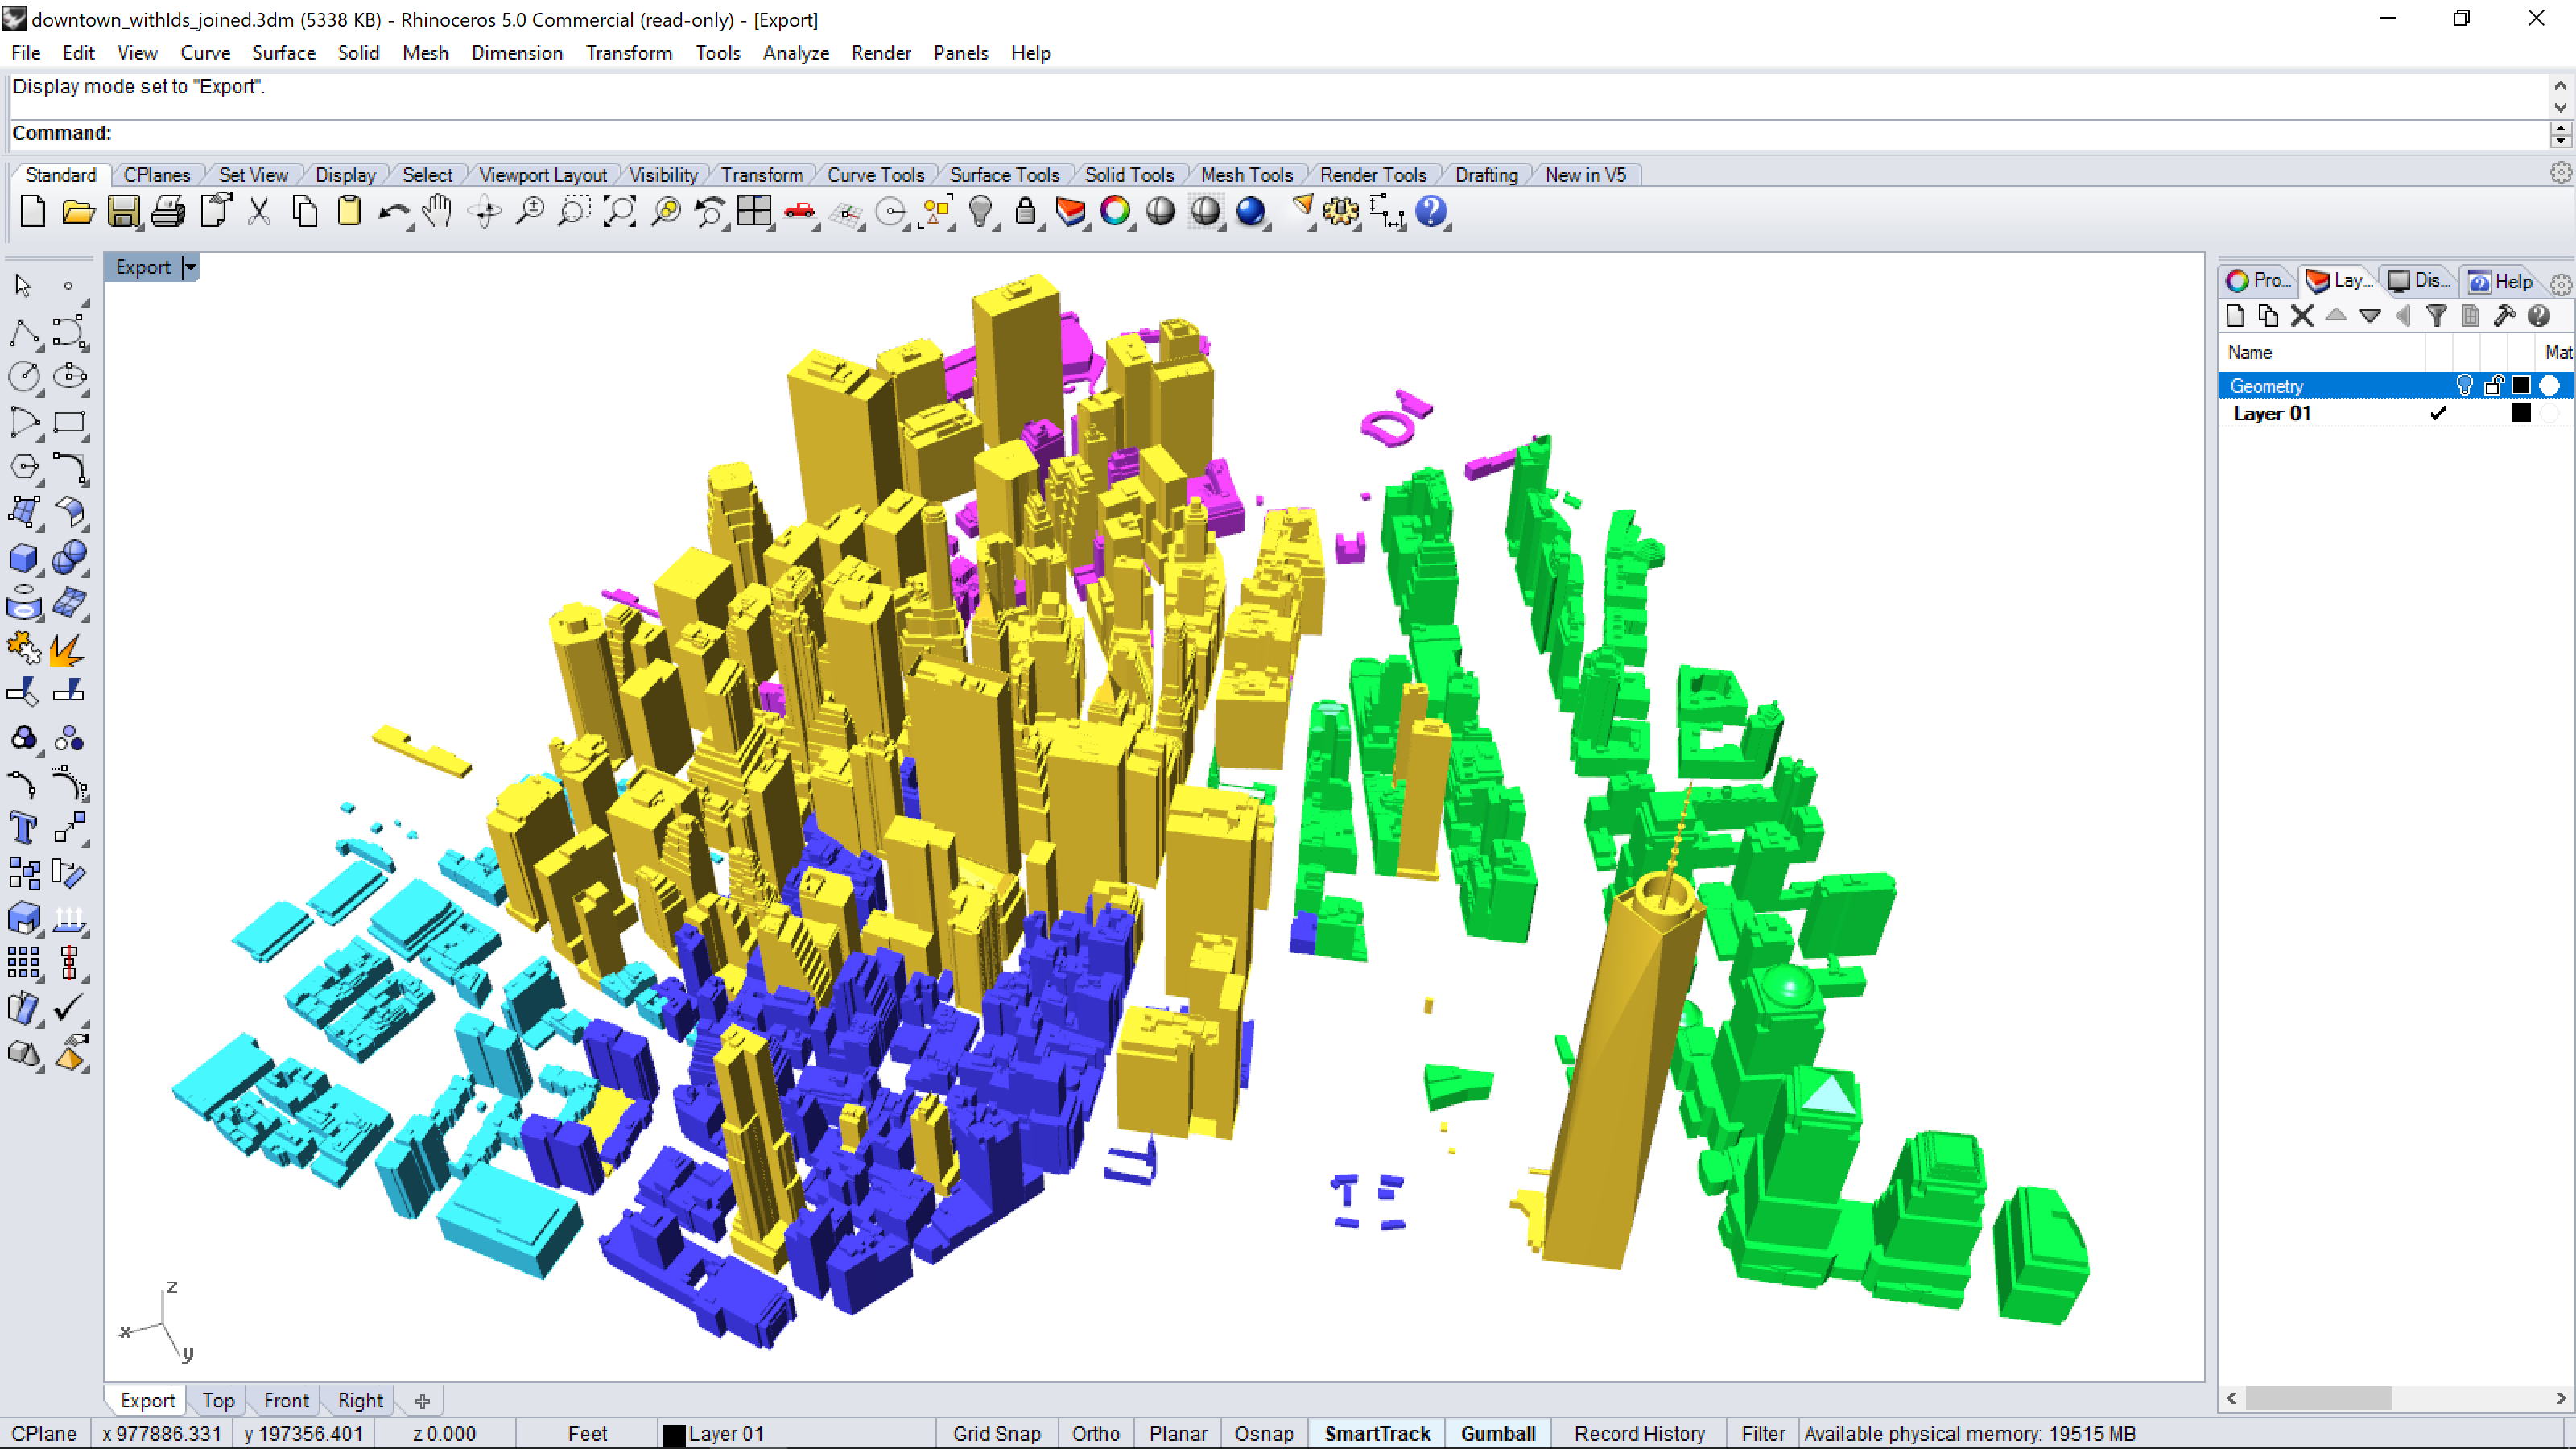 downtown_withIds_joined.3dm (5338 KB) - Rhinoceros 5.0 Commercial (read-only) - [Export]
File Edit View Curve Surface Solid Mesh Dimension Transform Tools Analyze Render Panels Help
Display mode set to "Export".
Command:
Standard CPlanes Set View Display Select Viewport Layout Visibility Transform Curve Tools Surface Tools Solid Tools Mesh Tools Render Tools Drafting New in V5
Export
Pro... Lay... Dis... Help
Name Mat
Geometry
Layer 01
z
x
y
Export Top Front Right
CPlane x 977886.331 y 197356.401 z 0.000 Feet Layer 01 Grid Snap Ortho Planar Osnap SmartTrack Gumball Record History Filter Available physical memory: 19515 MB